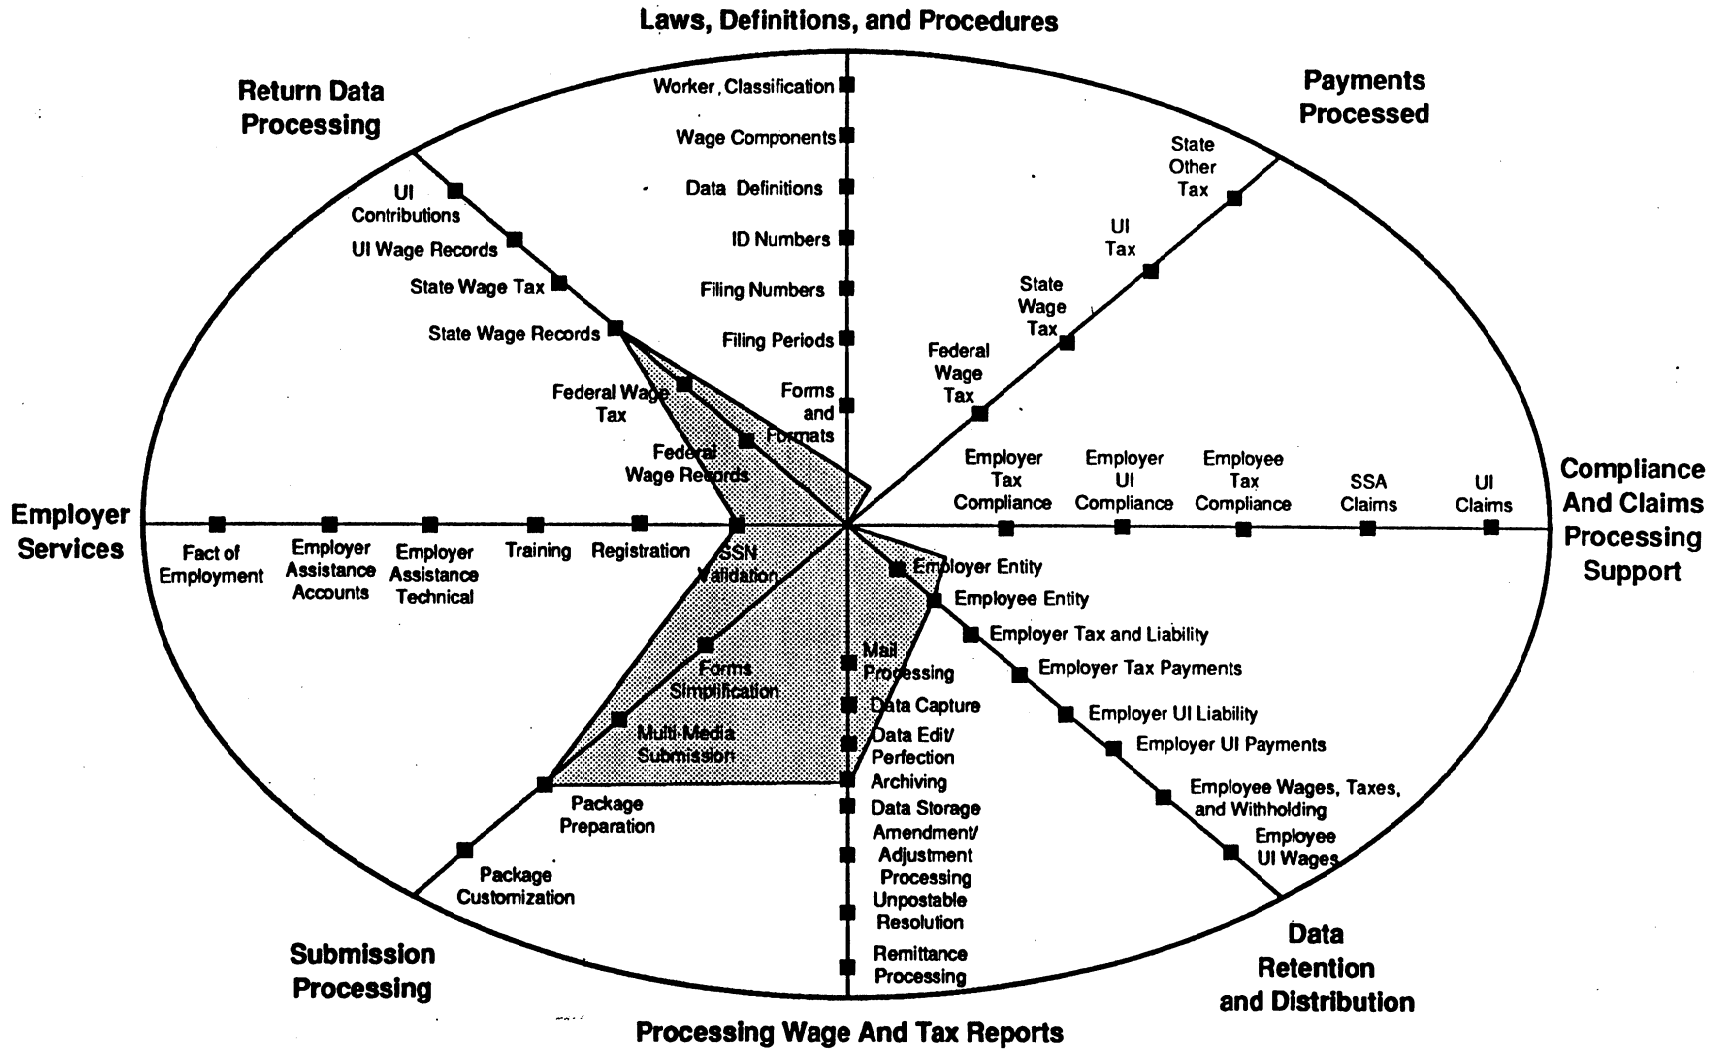 Laws, Definitions, and Procedures
Return Data
Processing
Payments
Processed
Worker, Classification
Wage Components
Data Definitions
ID Numbers
Filing Numbers
Filing Periods
Forms
and
Formats
UI
Contributions
UI Wage Records
State Wage Tax
State Wage Records
Federal Wage
Tax
Federal
Wage Records
State
Other
Tax
UI
Tax
State
Wage
Tax
Federal
Wage
Tax
Employer
Services
Fact of
Employment
Employer
Assistance
Accounts
Employer
Assistance
Technical
Training
Registration
SSN
Validation
Employer
Tax
Compliance
Employer
UI
Compliance
Employee
Tax
Compliance
SSA
Claims
UI
Claims
Compliance
And Claims
Processing
Support
Employer Entity
Employee Entity
Employer Tax and Liability
Employer Tax Payments
Employer UI Liability
Employer UI Payments
Employee Wages, Taxes,
and Withholding
Employee
UI Wages
Forms
Simplification
Multi-Media
Submission
Package
Preparation
Package
Customization
Mail
Processing
Data Capture
Data Edit/
Perfection
Archiving
Data Storage
Amendment/
Adjustment
Processing
Unpostable
Resolution
Remittance
Processing
Submission
Processing
Data
Retention
and Distribution
Processing Wage And Tax Reports